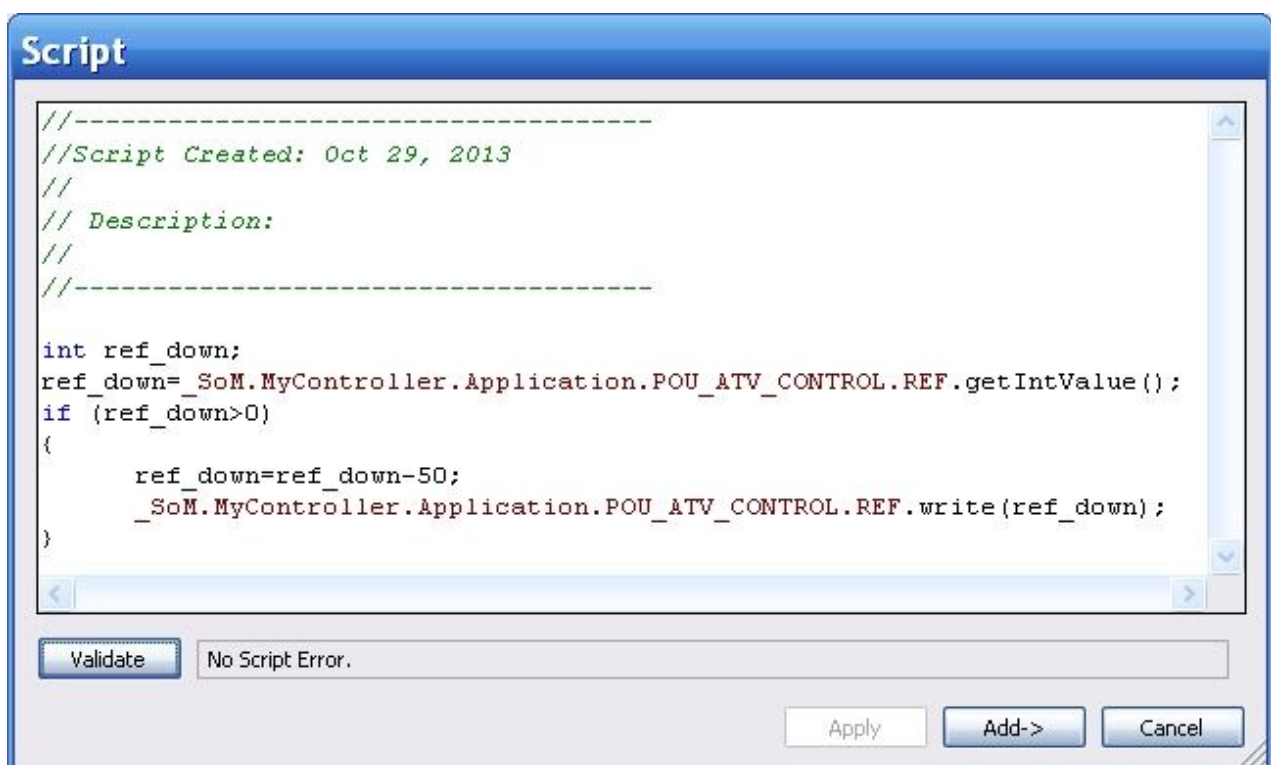 Script
//-------------------------------------
//Script Created: Oct 29, 2013
//
// Description:
//
//-------------------------------------
int ref_down;
ref_down=_SoM.MyController.Application.POU_ATV_CONTROL.REF.getIntValue();
if (ref_down>0)
{
ref_down=ref_down-50;
_SoM.MyController.Application.POU_ATV_CONTROL.REF.write(ref_down);
}
Validate No Script Error.
Apply Add-> Cancel